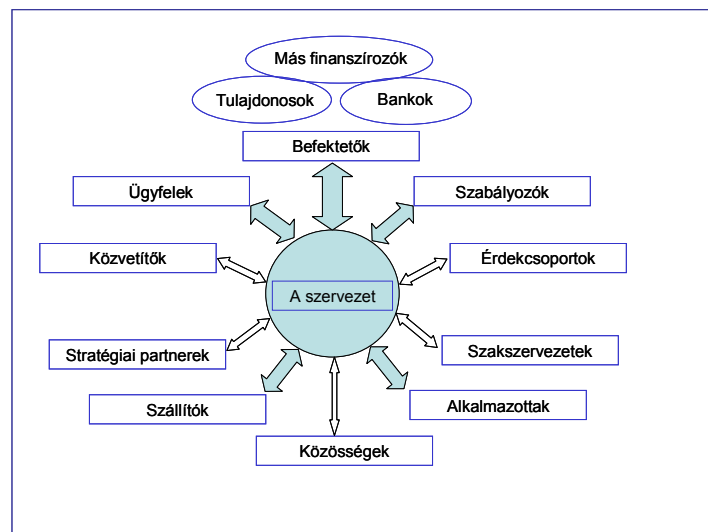 Más finanszírozók
Tulajdonosok
Bankok
Befektetők
Ügyfelek
Szabályozók
Közvetítők
Érdekcsoportok
A szervezet
Stratégiai partnerek
Szakszervezetek
Szállítók
Alkalmazottak
Közösségek